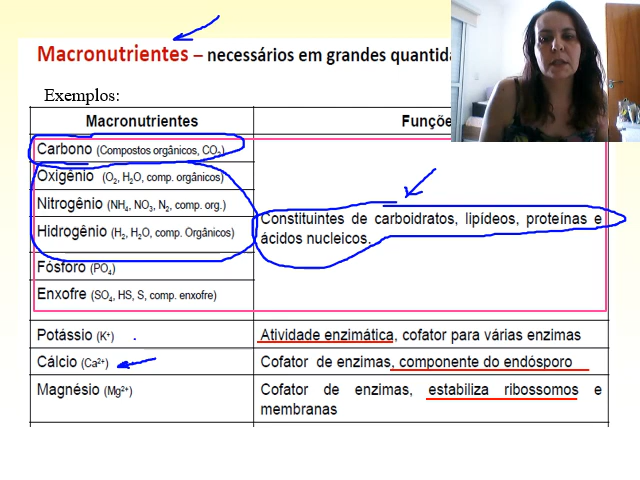 Macronutrientes – necessários em grandes
Exemplos:
Macronutrientes
Carbono (Compostos orgânicos, CO₂)
Oxigênio (O₂, H₂O, comp. orgânicos)
Nitrogênio (NH₄, NO₃, N₂, comp. org.)
Hidrogênio (H₂, H₂O, comp. Orgânicos)
Constituintes de carboidratos, lipídeos, proteínas e
ácidos nucleicos.
Fósforo (PO₄)
Enxofre (SO₄, HS, S, comp. enxofre)
Potássio (K⁺)
Atividade enzimática, cofator para várias enzimas
Cálcio (Ca²⁺)
Cofator de enzimas, componente do endósporo
Magnésio (Mg²⁺)
Cofator de enzimas, estabiliza ribossomos e
membranas